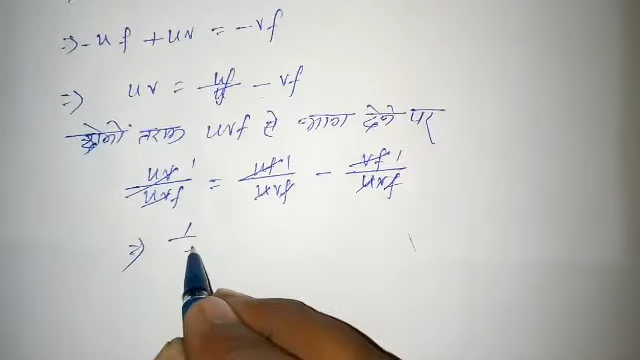 => -uf + uv = -vf
=> uv = uf - vf
दोनों तरफ uvf से भाग देने पर
uv/uvf = uf/uvf - vf/uvf
=> 1